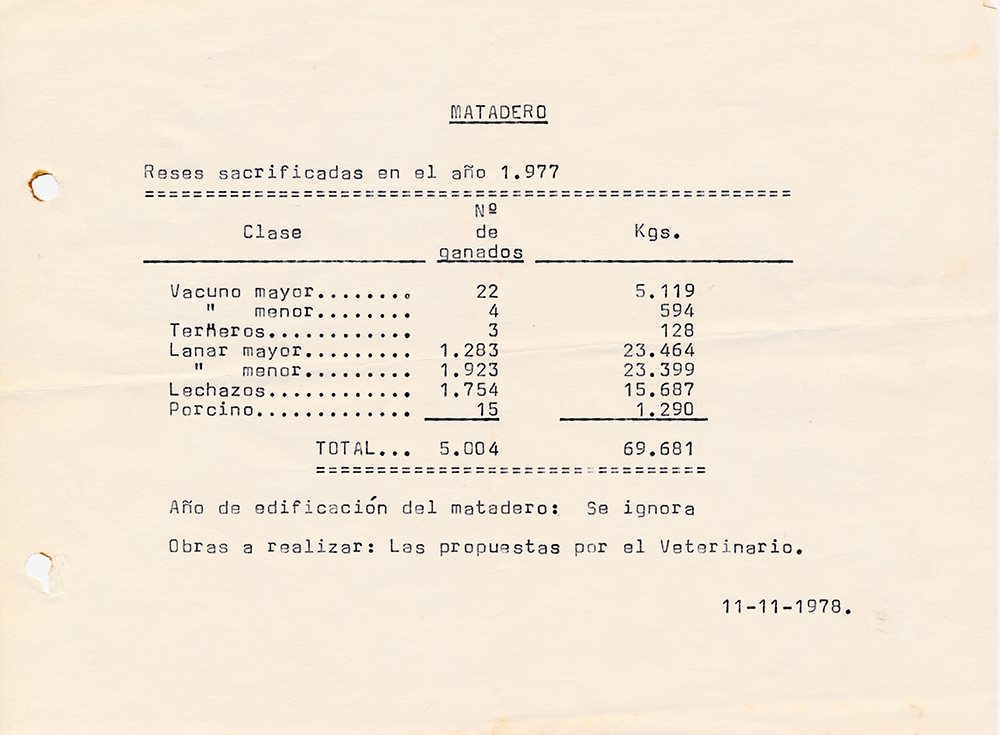 MATADERO
Reses sacrificadas en el año 1.977
=====================================================
Nº
Clase de Kgs.
ganados
Vacuno mayor........ 22 5.119
" menor........ 4 594
Terneros............ 3 128
Lanar mayor......... 1.283 23.464
" menor......... 1.923 23.399
Lechazos............ 1.754 15.687
Porcino............. 15 1.290
TOTAL... 5.004 69.681
========================================
Año de edificación del matadero: Se ignora
Obras a realizar: Las propuestas por el Veterinario.
11-11-1978.